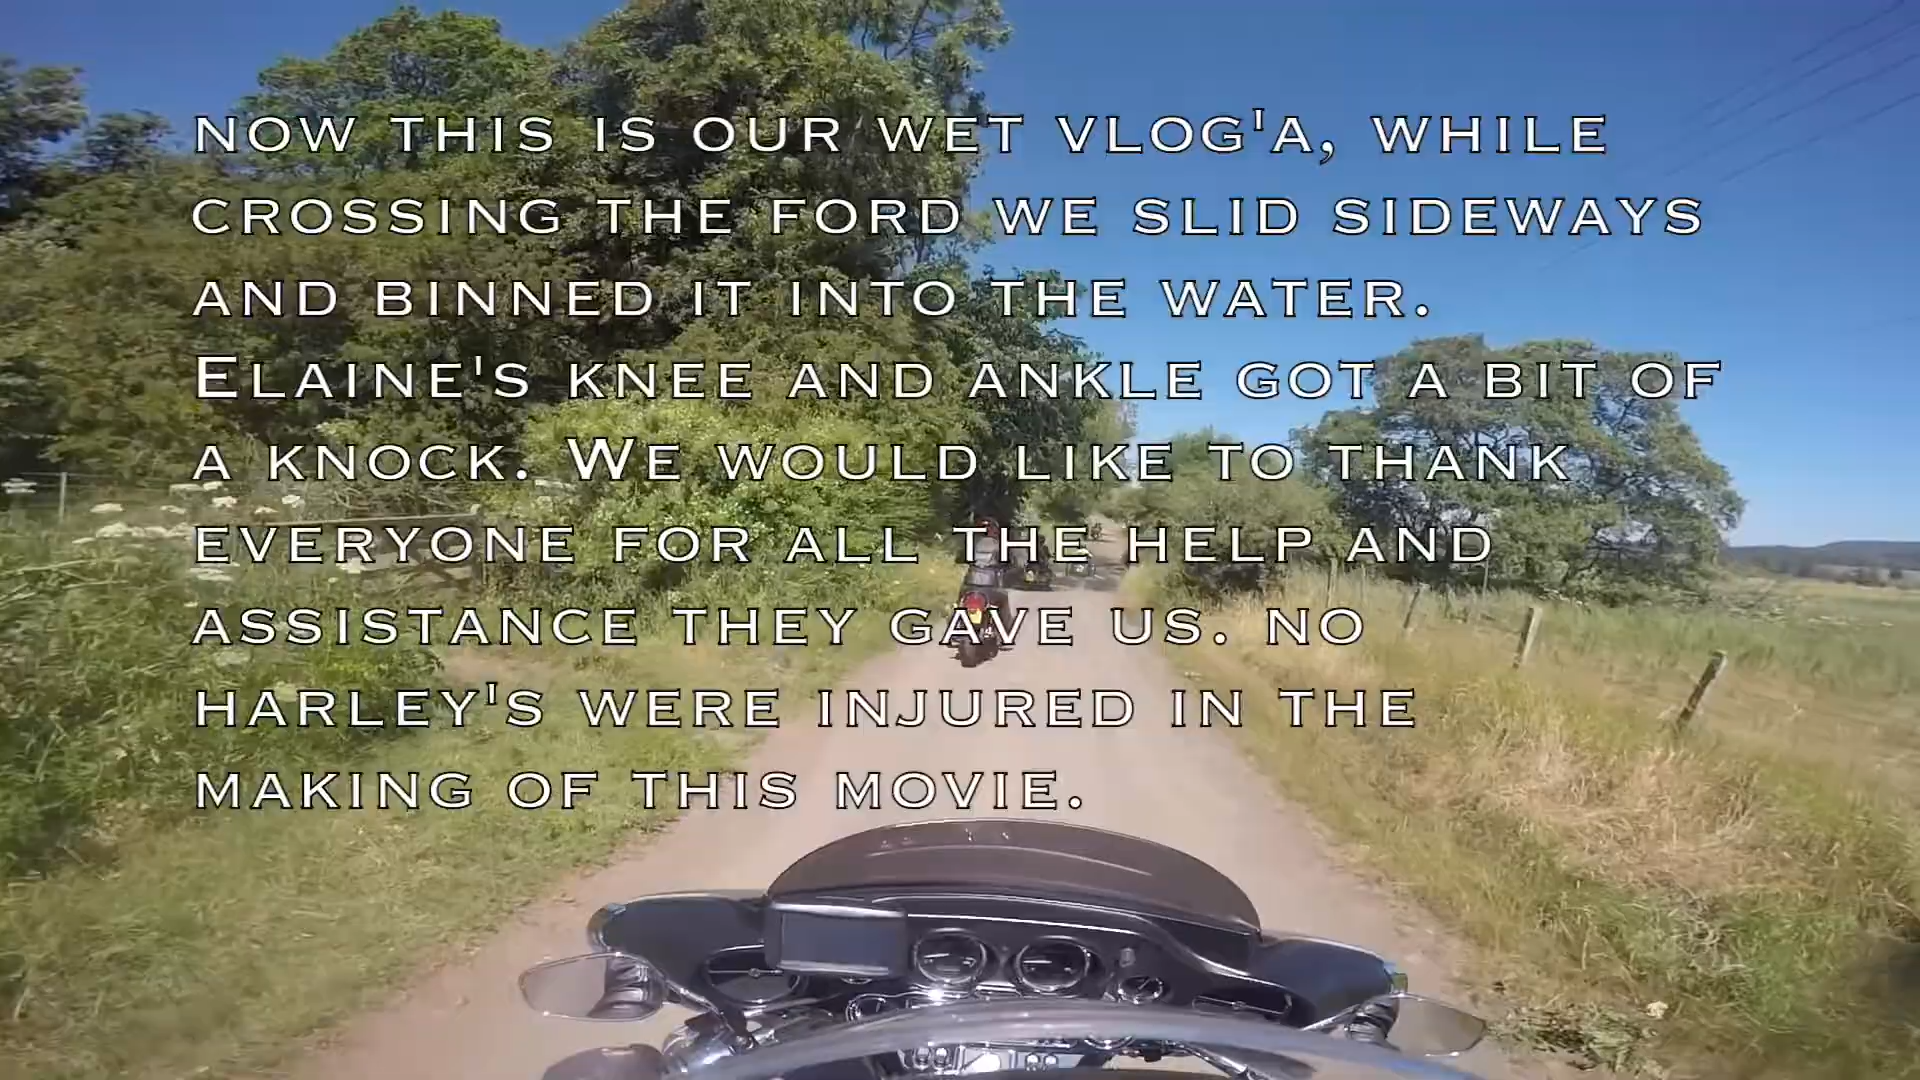 NOW THIS IS OUR WET VLOG'A, WHILE
CROSSING THE FORD WE SLID SIDEWAYS
AND BINNED IT INTO THE WATER.
ELAINE'S KNEE AND ANKLE GOT A BIT OF
A KNOCK. WE WOULD LIKE TO THANK
EVERYONE FOR ALL THE HELP AND
ASSISTANCE THEY GAVE US. NO
HARLEY'S WERE INJURED IN THE
MAKING OF THIS MOVIE.